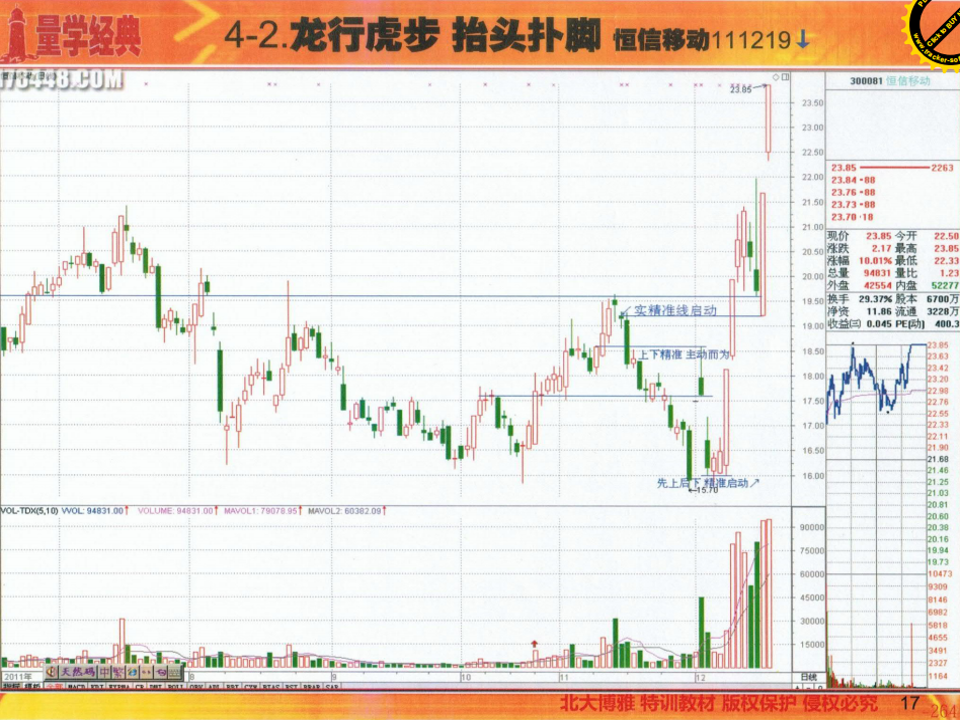 量学经典
4-2.龙行虎步 抬头扑脚 恒信移动111219↓
178448.COM
Click to BUY
www.tracker-so
300081 恒信移动
23.85
23.50
23.00
22.50
22.00
21.50
21.00
20.50
20.00
19.50
19.00
18.50
18.00
17.50
17.00
16.50
16.00
实精准线启动
上下精准 主动而为
先上后下 精准启动↗
←15.70
23.85 2263
23.84 88
23.76 88
23.73 88
23.70 18
现价 23.85 今开 22.50
涨跌 2.17 最高 23.85
涨幅 10.01% 最低 22.33
总量 94831 量比 1.23
外盘 42554 内盘 52277
换手 29.37% 股本 6700万
净资 11.86 流通 3228万
收益(三) 0.045 PE(动) 400.3
23.85
23.63
23.42
23.20
22.98
22.76
22.55
22.33
22.11
21.90
21.68
21.46
21.25
21.03
20.81
20.60
20.38
20.16
19.94
19.73
10473
9309
8146
6982
5818
4655
3491
2327
1164
VOL-TDX(5,10) VVOL: 94831.00↑ VOLUME: 94831.00↑ MAVOL1: 79078.95↑ MAVOL2: 60382.09↑
90000
75000
60000
45000
30000
15000
2011年 8 9 10 11 12 日线
天然码
北大博雅 特训教材 版权保护 侵权必究 17
264